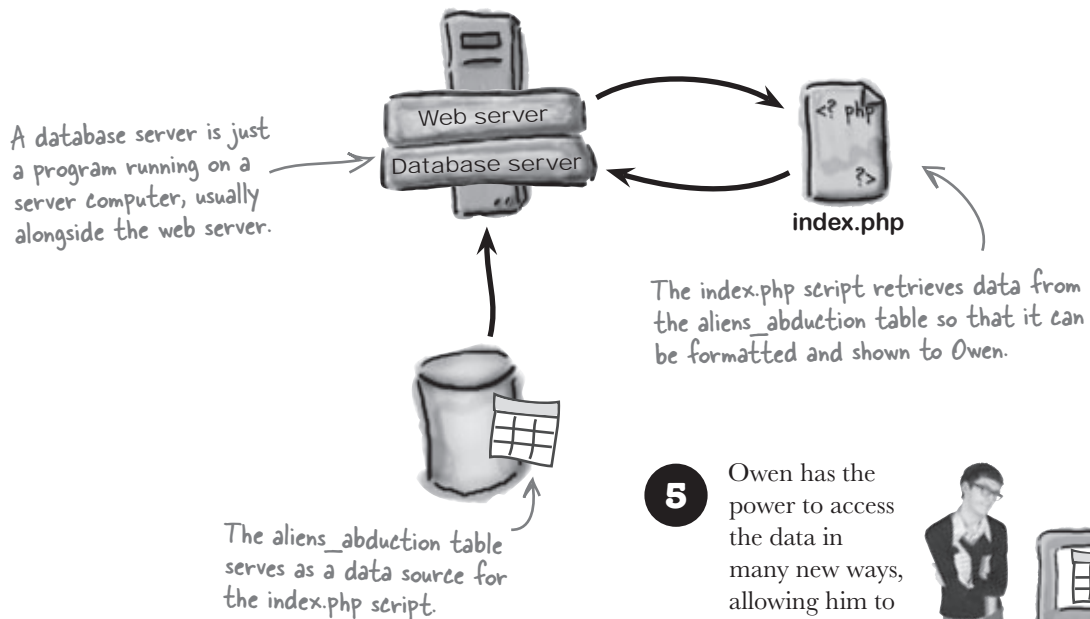 Web server
Database server
<? php
?>
index.php
A database server is just
a program running on a
server computer, usually
alongside the web server.
The index.php script retrieves data from
the aliens_abduction table so that it can
be formatted and shown to Owen.
The aliens_abduction table
serves as a data source for
the index.php script.
5
Owen has the
power to access
the data in
many new ways,
allowing him to